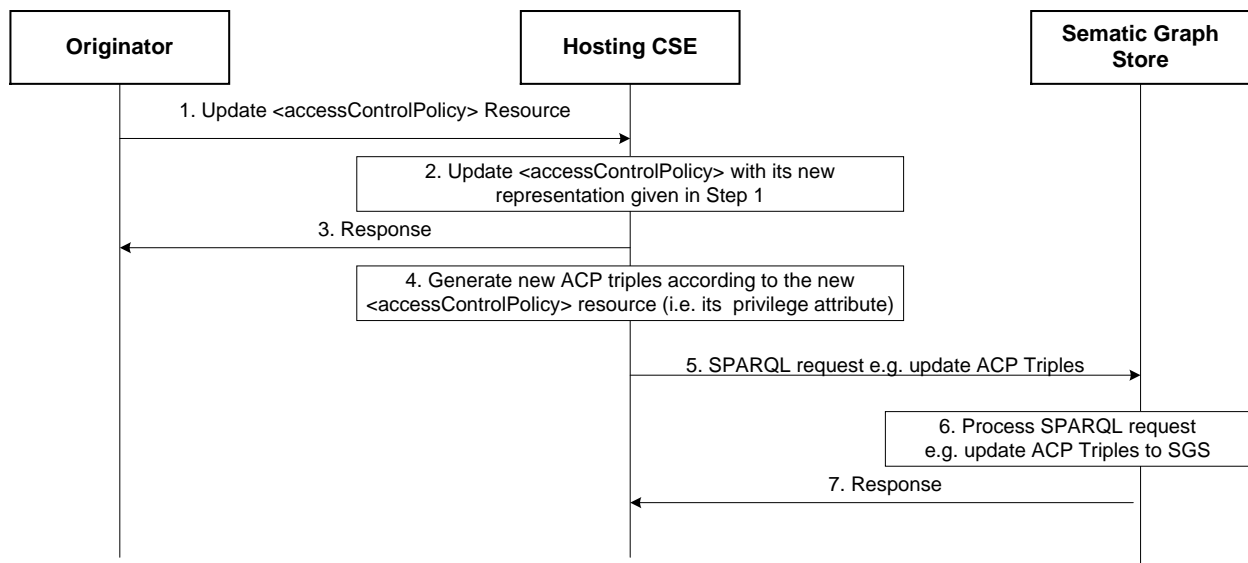 Originator
Hosting CSE
Sematic Graph
Store
1. Update <accessControlPolicy> Resource
2. Update <accessControlPolicy> with its new
representation given in Step 1
3. Response
4. Generate new ACP triples according to the new
<accessControlPolicy> resource (i.e. its privilege attribute)
5. SPARQL request e.g. update ACP Triples
6. Process SPARQL request
e.g. update ACP Triples to SGS
7. Response